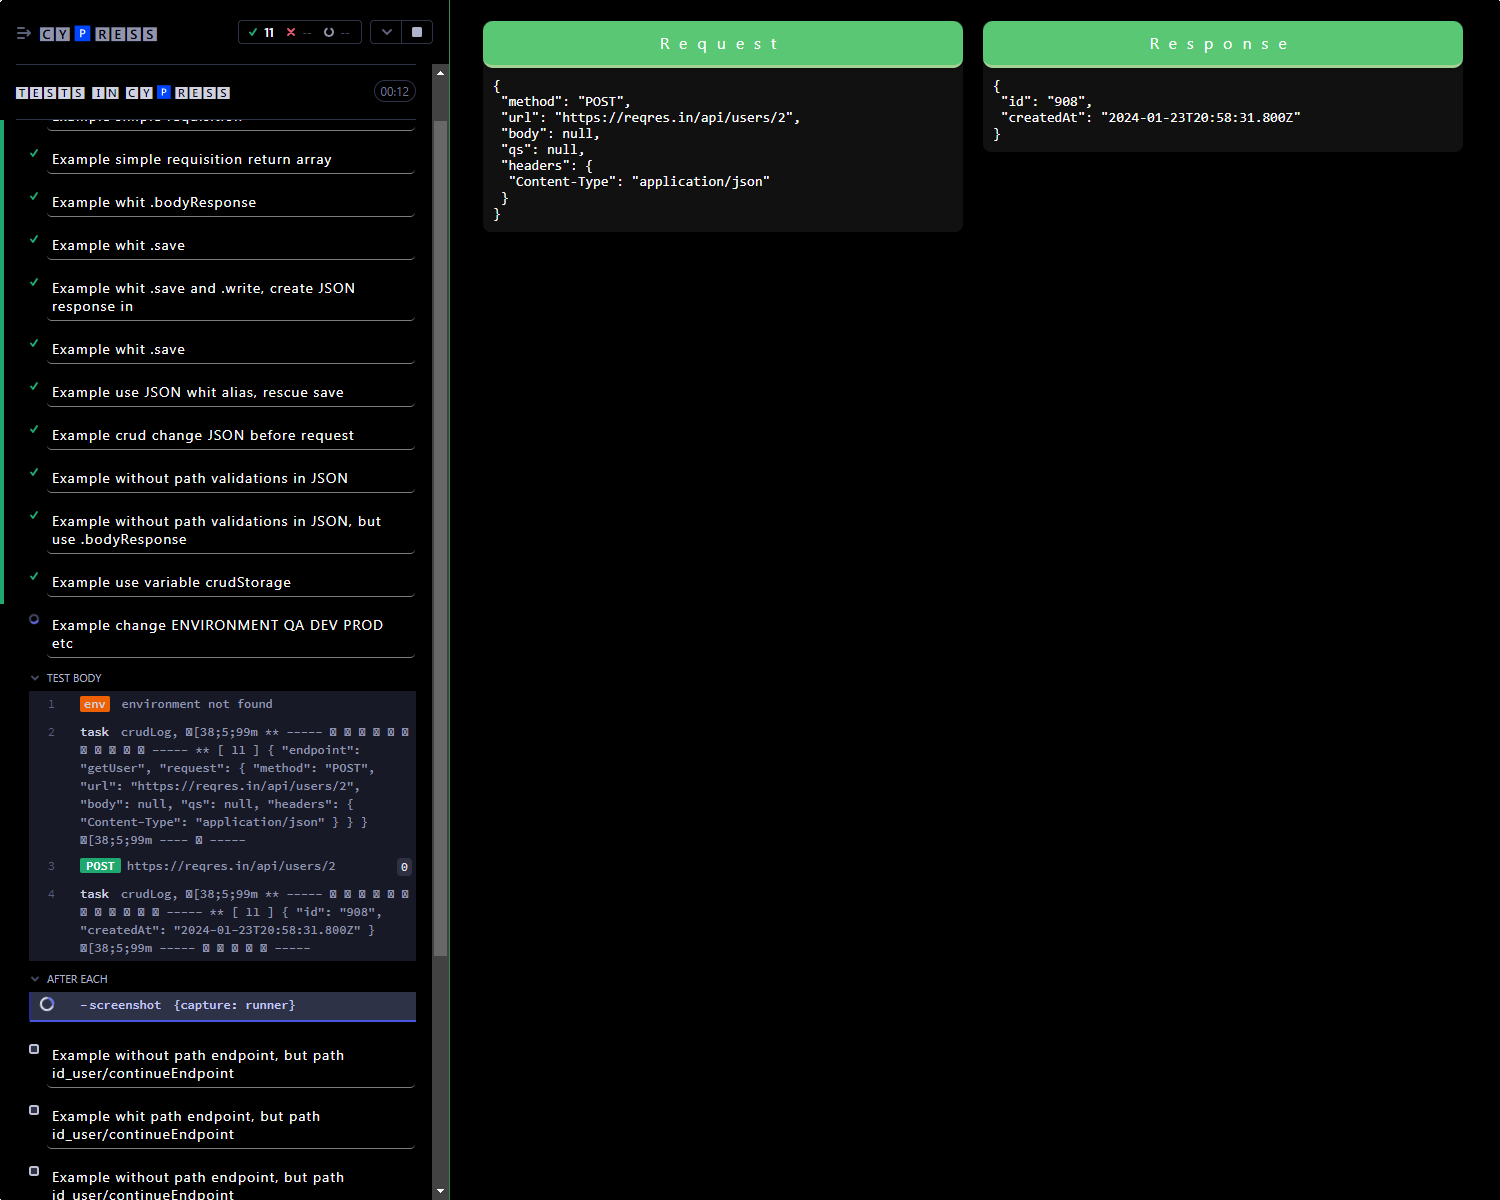 CYPRESS
11 -- --
TESTS IN CYPRESS 00:12
Example simple requisition
Example simple requisition return array
Example whit .bodyResponse
Example whit .save
Example whit .save and .write, create JSON
response in
Example whit .save
Example use JSON whit alias, rescue save
Example crud change JSON before request
Example without path validations in JSON
Example without path validations in JSON, but
use .bodyResponse
Example use variable crudStorage
Example change ENVIRONMENT QA DEV PROD
etc
TEST BODY
1 env environment not found
2 task crudLog, [38;5;99m ** -----
----- ** [ 11 ] { "endpoint":
"getUser", "request": { "method": "POST",
"url": "https://reqres.in/api/users/2",
"body": null, "qs": null, "headers": {
"Content-Type": "application/json" } } }
[38;5;99m ---- -----
3 POST https://reqres.in/api/users/2 0
4 task crudLog, [38;5;99m ** -----
----- ** [ 11 ] { "id": "908",
"createdAt": "2024-01-23T20:58:31.800Z" }
[38;5;99m ----- -----
AFTER EACH
-screenshot {capture: runner}
Example without path endpoint, but path
id_user/continueEndpoint
Example whit path endpoint, but path
id_user/continueEndpoint
Example without path endpoint, but path
id_user/continueEndpoint
Request
{
"method": "POST",
"url": "https://reqres.in/api/users/2",
"body": null,
"qs": null,
"headers": {
"Content-Type": "application/json"
}
}
Response
{
"id": "908",
"createdAt": "2024-01-23T20:58:31.800Z"
}